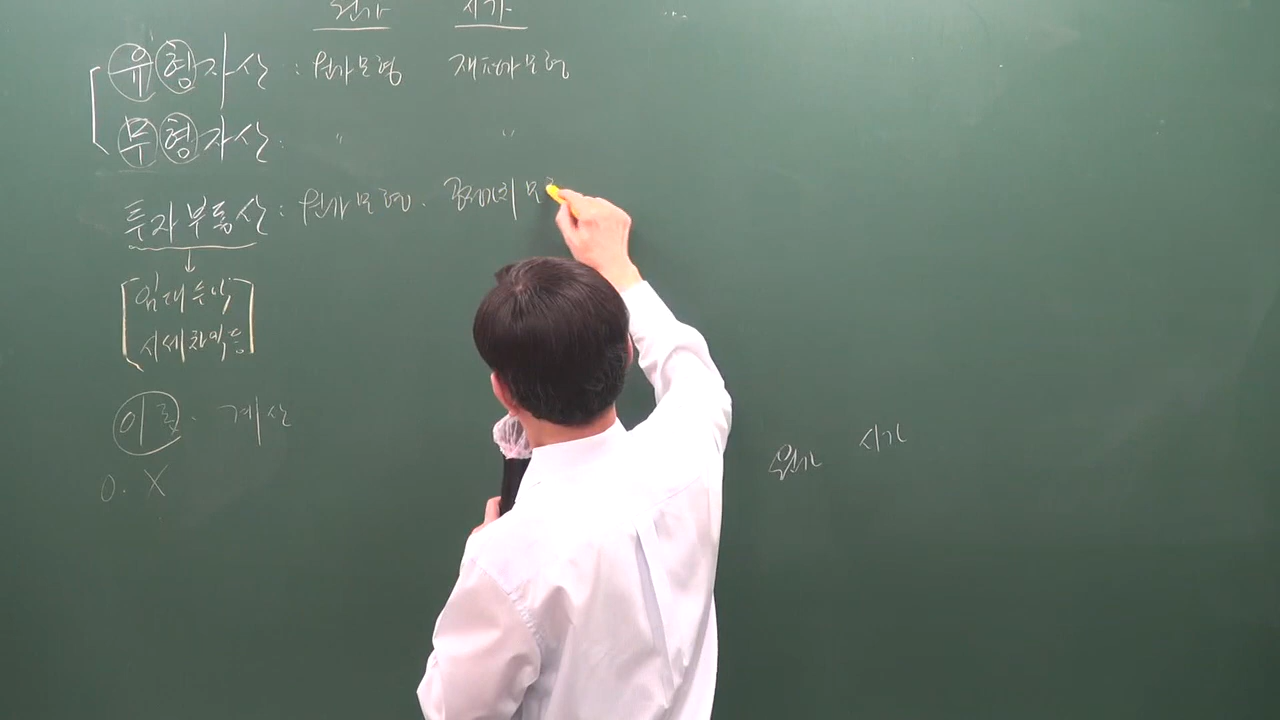 원가 시가
유형자산 : 원가모형 재평가모형
무형자산 : " "
투자부동산 : 원가모형. 공정가치모형
↓
임대수익
시세차익 등
이론. 계산
O. X
원가 시가